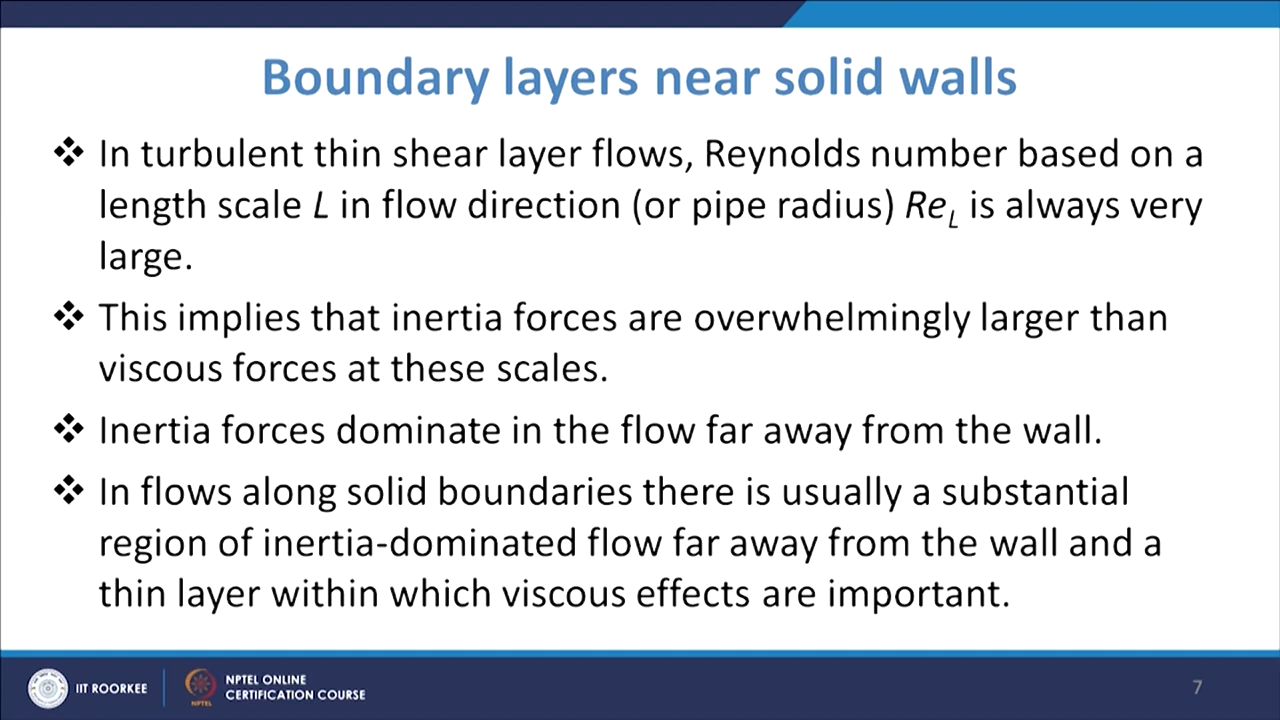 Boundary layers near solid walls
❖ In turbulent thin shear layer flows, Reynolds number based on a
length scale L in flow direction (or pipe radius) Re_L is always very
large.
❖ This implies that inertia forces are overwhelmingly larger than
viscous forces at these scales.
❖ Inertia forces dominate in the flow far away from the wall.
❖ In flows along solid boundaries there is usually a substantial
region of inertia-dominated flow far away from the wall and a
thin layer within which viscous effects are important.
IIT ROORKEE
NPTEL
NPTEL ONLINE
CERTIFICATION COURSE
7